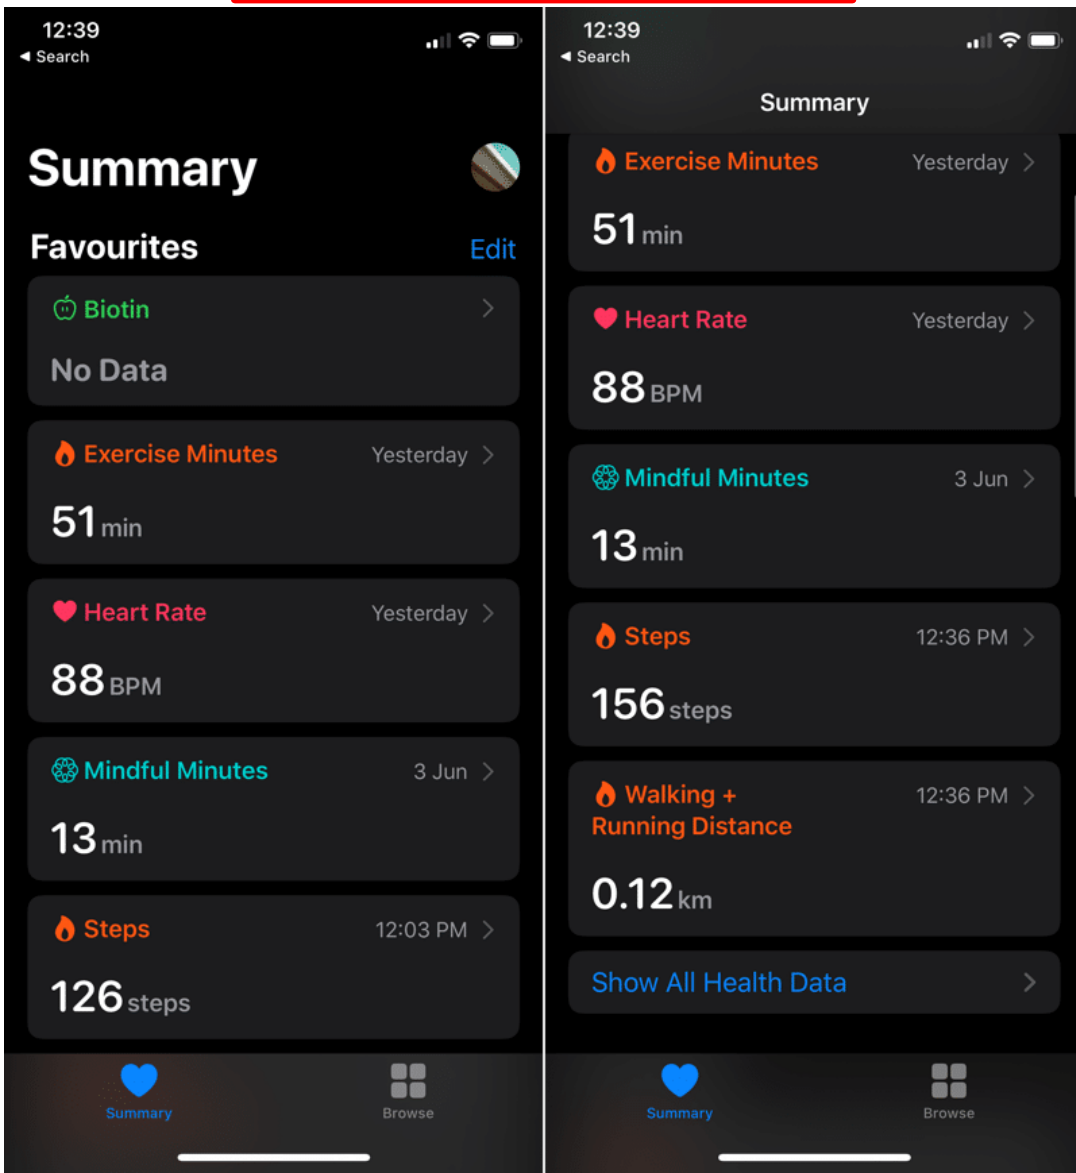 12:39
◀ Search
Summary
Favourites
Edit
Biotin
No Data
Exercise Minutes
Yesterday
51 min
Heart Rate
Yesterday
88 BPM
Mindful Minutes
3 Jun
13 min
Steps
12:03 PM
126 steps
Summary
Browse
12:39
◀ Search
Summary
Exercise Minutes
Yesterday
51 min
Heart Rate
Yesterday
88 BPM
Mindful Minutes
3 Jun
13 min
Steps
12:36 PM
156 steps
Walking +
12:36 PM
Running Distance
0.12 km
Show All Health Data
Summary
Browse